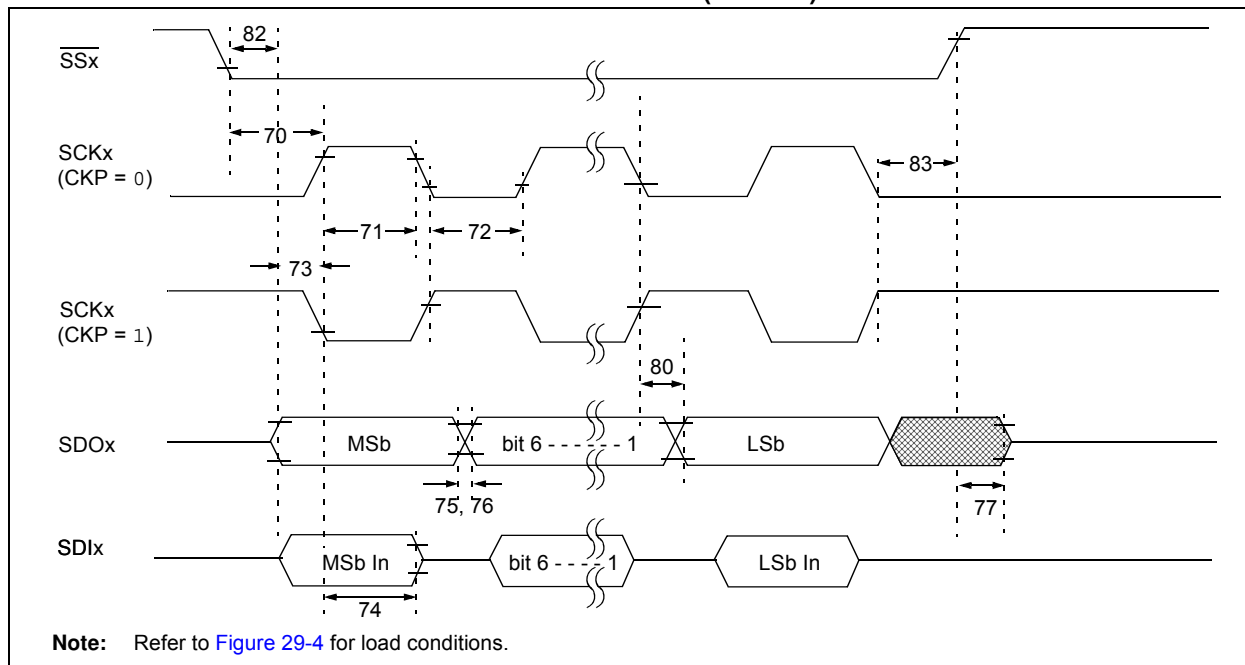 82
SSx
70
SCKx
(CKP = 0)
83
71
72
73
SCKx
(CKP = 1)
80
SDOx
MSb
bit 6 - - - - - - 1
LSb
75, 76
77
SDIx
MSb In
bit 6 - - - - 1
LSb In
74
Note: Refer to Figure 29-4 for load conditions.